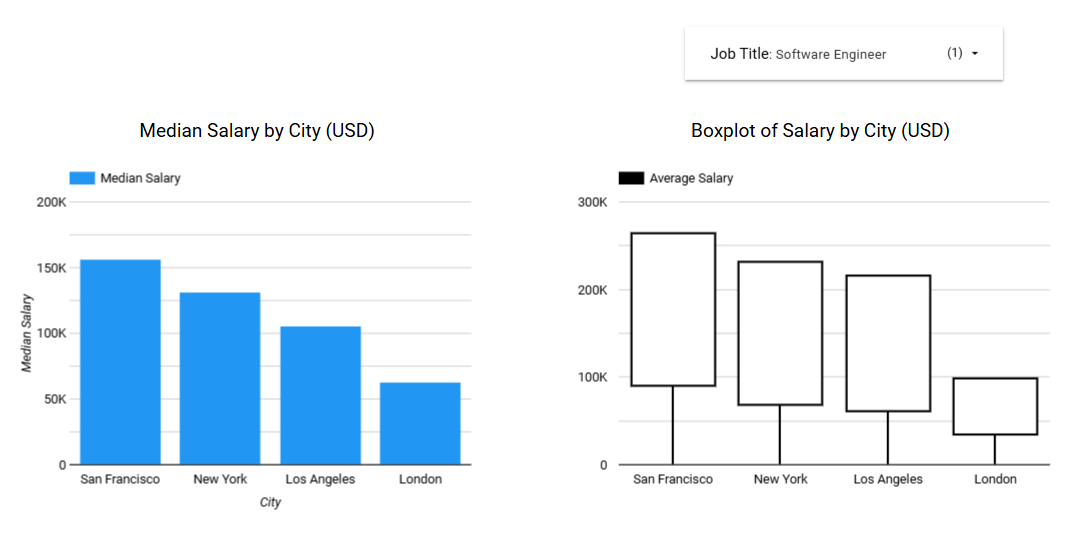 Job Title: Software Engineer (1)
Median Salary by City (USD)
Median Salary
200K
150K
100K
50K
0
Median Salary
San Francisco New York Los Angeles London
City
Boxplot of Salary by City (USD)
Average Salary
300K
200K
100K
0
San Francisco New York Los Angeles London